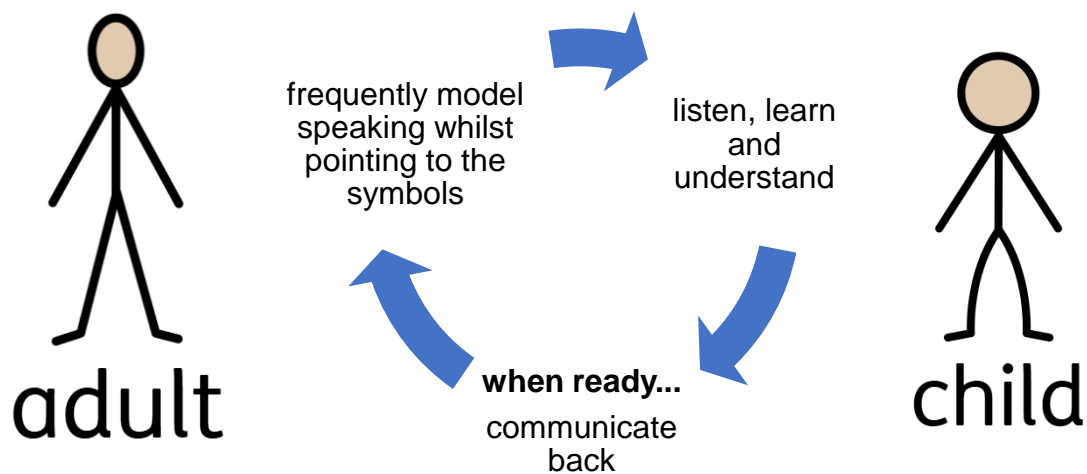 frequently model
speaking whilst
pointing to the
symbols
listen, learn
and
understand
when ready...
communicate
back
adult
child